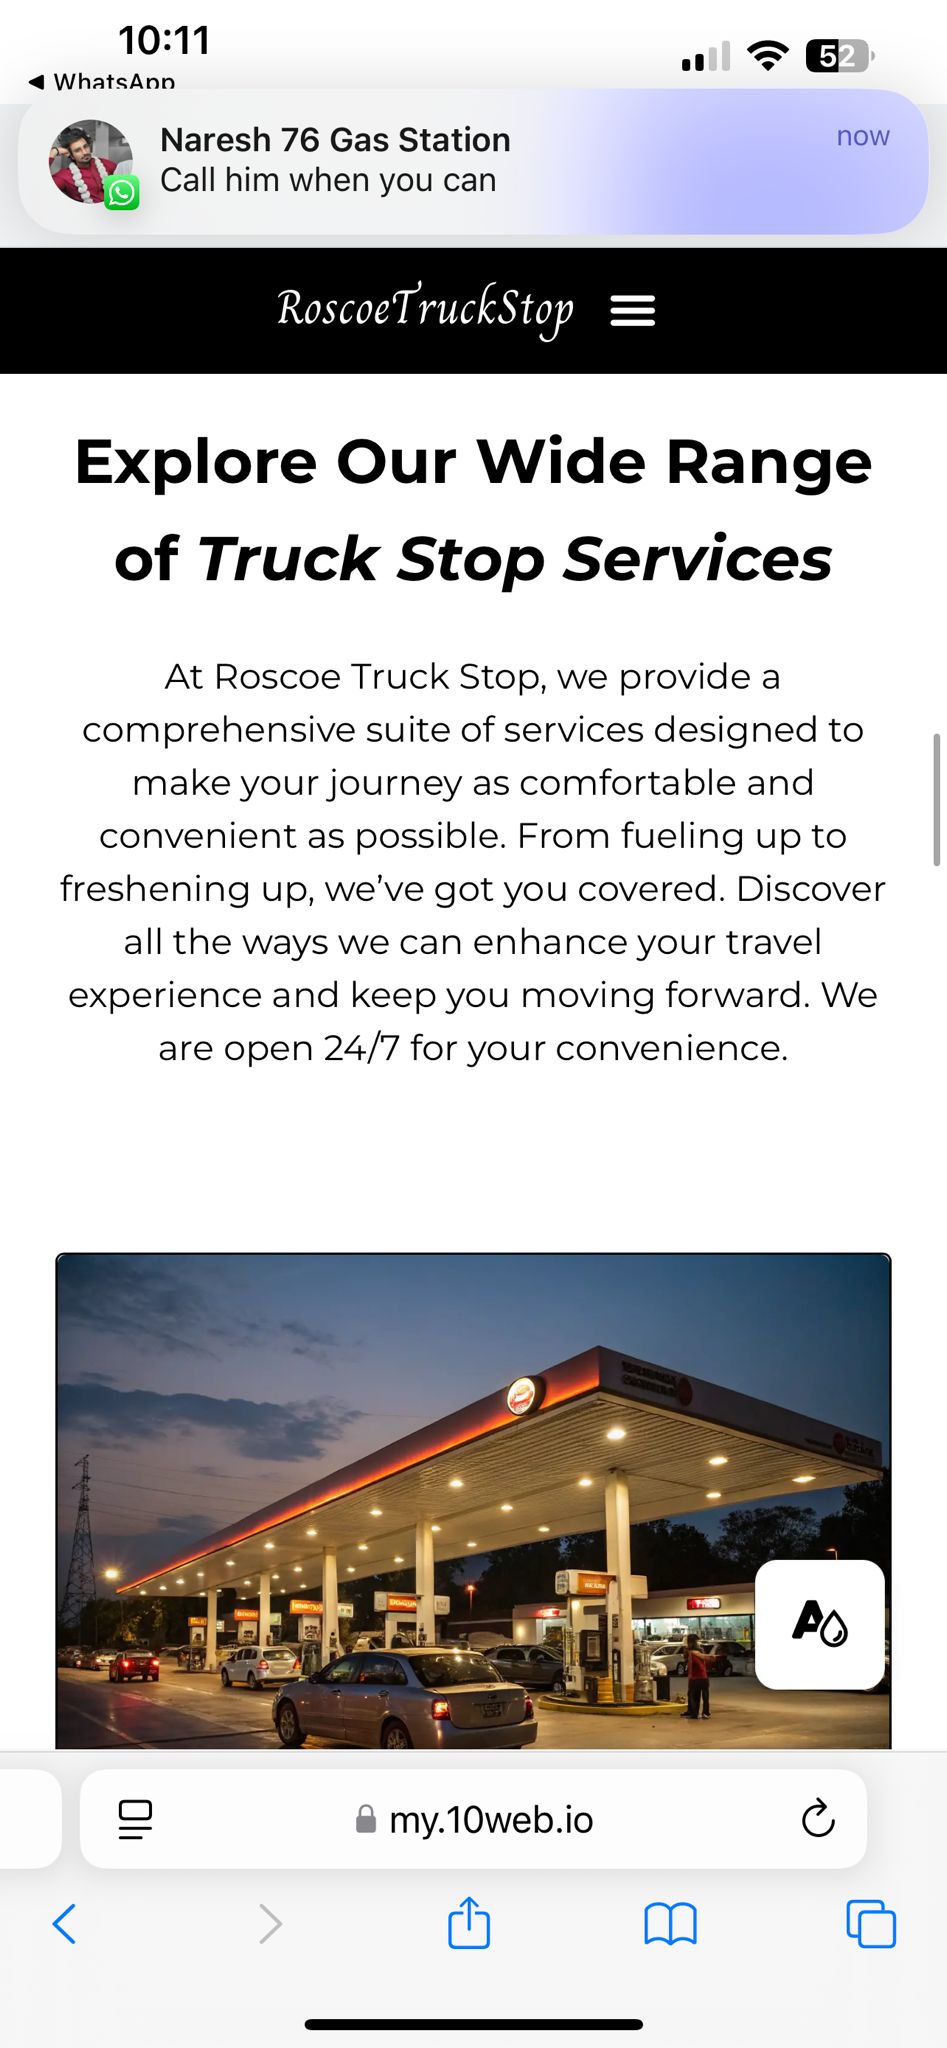 10:11
52
◀ WhatsApp
Naresh 76 Gas Station
now
Call him when you can
RoscoeTruckStop
Explore Our Wide Range
of Truck Stop Services
At Roscoe Truck Stop, we provide a
comprehensive suite of services designed to
make your journey as comfortable and
convenient as possible. From fueling up to
freshening up, we’ve got you covered. Discover
all the ways we can enhance your travel
experience and keep you moving forward. We
are open 24/7 for your convenience.
A
my.10web.io